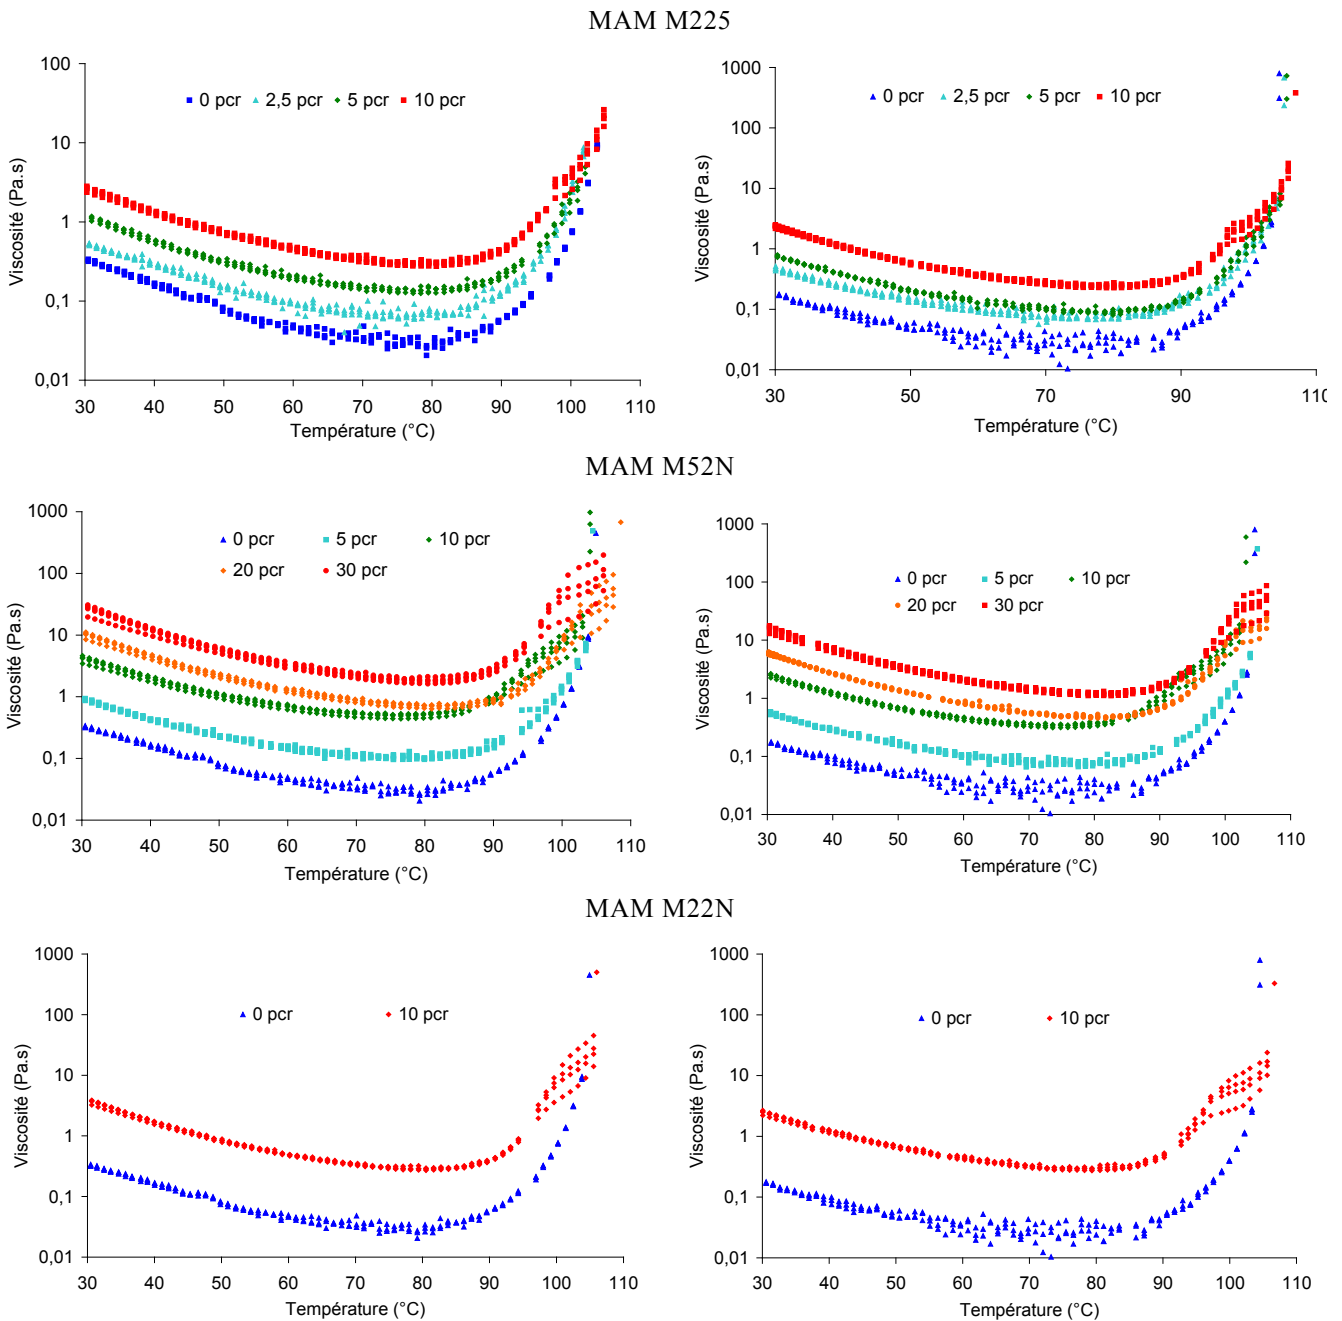 MAM M225
100
10
1
0,1
0,01
Viscosité (Pa.s)
0 pcr 2,5 pcr 5 pcr 10 pcr
30 40 50 60 70 80 90 100 110
Température (°C)
1000
100
10
1
0,1
0,01
Viscosité (Pa.s)
0 pcr 2,5 pcr 5 pcr 10 pcr
30 50 70 90 110
Température (°C)
MAM M52N
1000
100
10
1
0,1
0,01
Viscosité (Pa.s)
0 pcr 5 pcr 10 pcr
20 pcr 30 pcr
30 40 50 60 70 80 90 100 110
Température (°C)
1000
100
10
1
0,1
0,01
Viscosité (Pa.s)
0 pcr 5 pcr 10 pcr
20 pcr 30 pcr
30 40 50 60 70 80 90 100 110
Température (°C)
MAM M22N
1000
100
10
1
0,1
0,01
Viscosité (Pa.s)
0 pcr 10 pcr
30 40 50 60 70 80 90 100 110
Température (°C)
1000
100
10
1
0,1
0,01
Viscosité (Pa.s)
0 pcr 10 pcr
30 40 50 60 70 80 90 100 110
Température (°C)